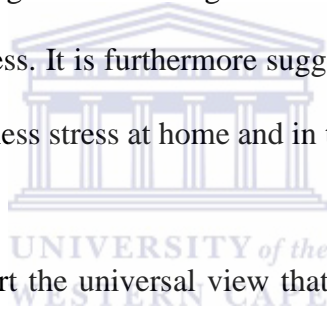 ess. It is furthermore sugg
ness stress at home and in t
UNIVERSITY of the
rt the universal view that
WESTERN CAPE